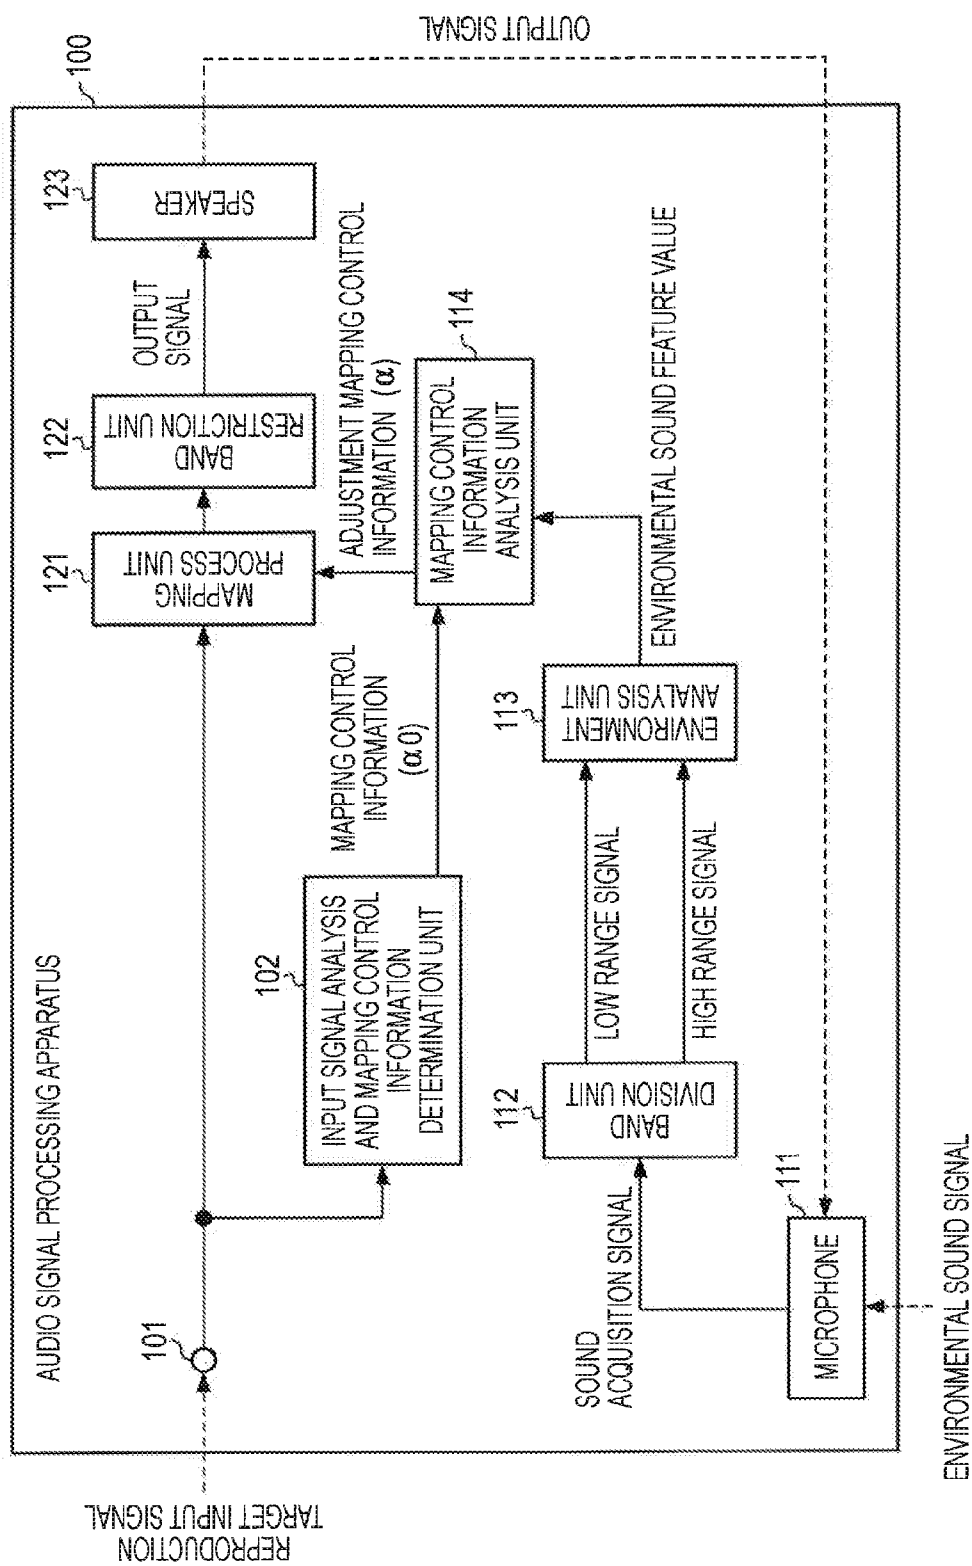 AUDIO SIGNAL PROCESSING APPARATUS
100
REPRODUCTION
TARGET INPUT SIGNAL
101
102
INPUT SIGNAL ANALYSIS
AND MAPPING CONTROL
INFORMATION
DETERMINATION UNIT
MAPPING CONTROL
INFORMATION
(α0)
121
MAPPING
PROCESS UNIT
122
BAND
RESTRICTION UNIT
OUTPUT
SIGNAL
123
SPEAKER
OUTPUT SIGNAL
ADJUSTMENT MAPPING CONTROL
INFORMATION (α)
114
MAPPING CONTROL
INFORMATION
ANALYSIS UNIT
ENVIRONMENTAL SOUND FEATURE VALUE
113
ENVIRONMENT
ANALYSIS UNIT
LOW RANGE SIGNAL
HIGH RANGE SIGNAL
112
BAND
DIVISION UNIT
SOUND
ACQUISITION SIGNAL
111
MICROPHONE
ENVIRONMENTAL SOUND SIGNAL